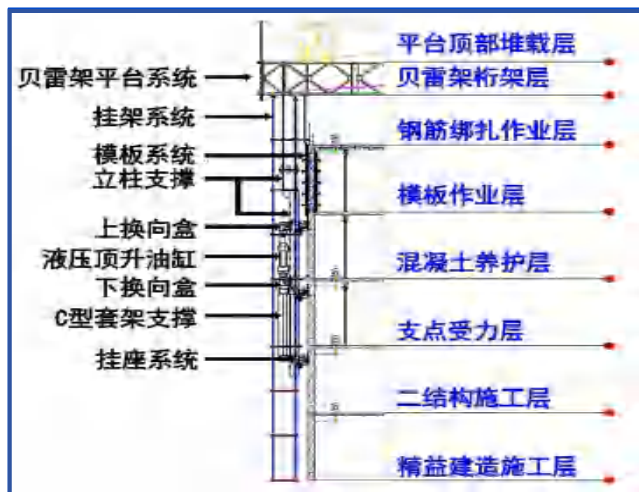 平台顶部堆载层
贝雷架平台系统
贝雷架桁架层
挂架系统
钢筋绑扎作业层
模板系统
立柱支撑
模板作业层
上换向盒
液压顶升油缸
混凝土养护层
下换向盒
C型套架支撑
支点受力层
挂座系统
二结构施工层
精益建造施工层